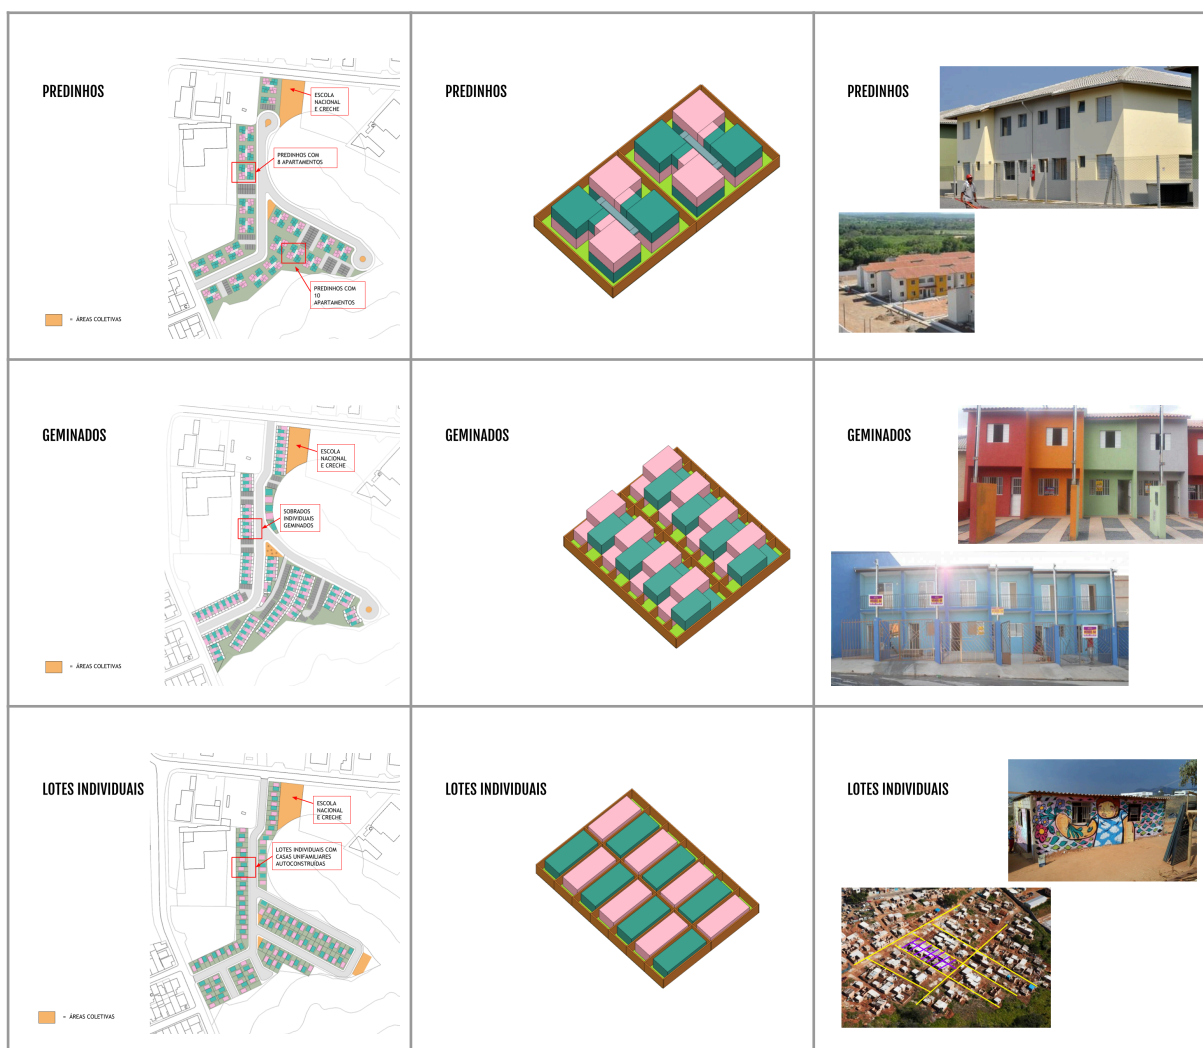 PREDINHOS
ESCOLA
NACIONAL
E CRECHE
PREDINHOS COM
8 APARTAMENTOS
PREDINHOS COM
10
APARTAMENTOS
= ÁREAS COLETIVAS
PREDINHOS
PREDINHOS
GEMINADOS
ESCOLA
NACIONAL
E CRECHE
SOBRADOS
INDIVIDUAIS
GEMINADOS
= ÁREAS COLETIVAS
GEMINADOS
GEMINADOS
LOTES INDIVIDUAIS
ESCOLA
NACIONAL
E CRECHE
LOTES INDIVIDUAIS COM
CASAS UNIFAMILIARES
AUTOCONSTRUÍDAS
= ÁREAS COLETIVAS
LOTES INDIVIDUAIS
LOTES INDIVIDUAIS